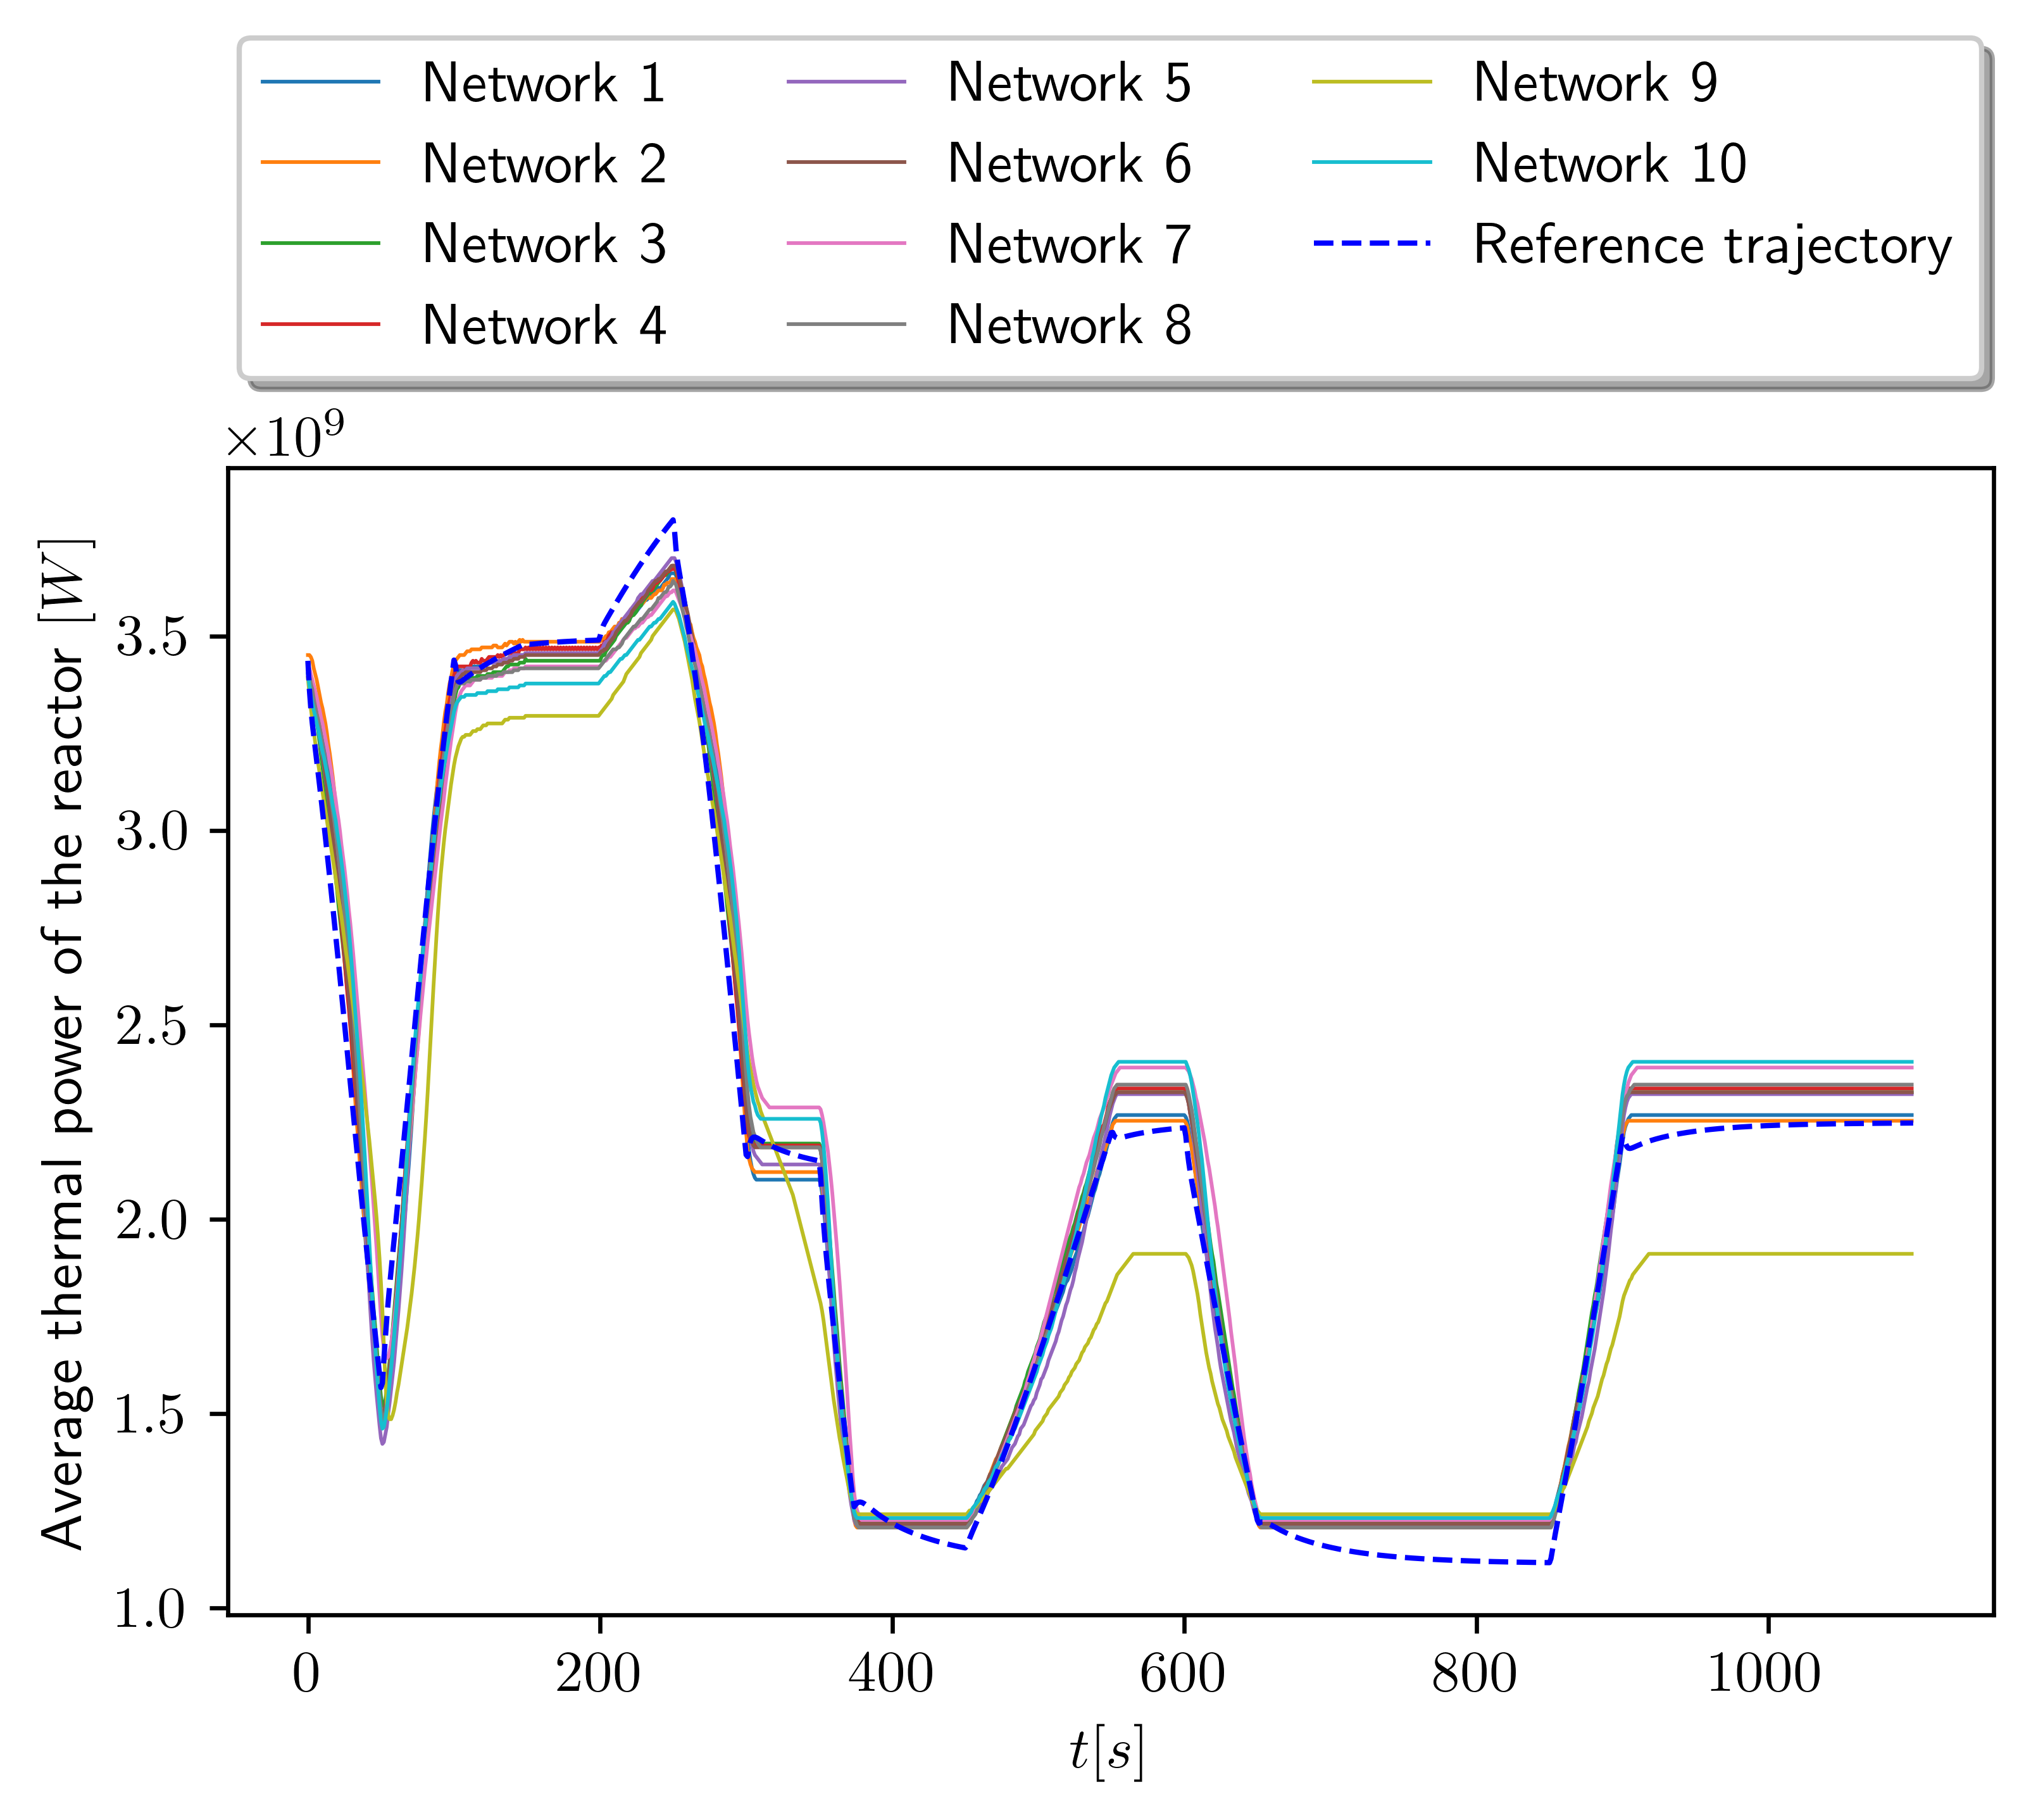 Network 1
Network 2
Network 3
Network 4
Network 5
Network 6
Network 7
Network 8
Network 9
Network 10
Reference trajectory
×10⁹
Average thermal power of the reactor [W]
3.5
3.0
2.5
2.0
1.5
1.0
0 200 400 600 800 1000
t[s]